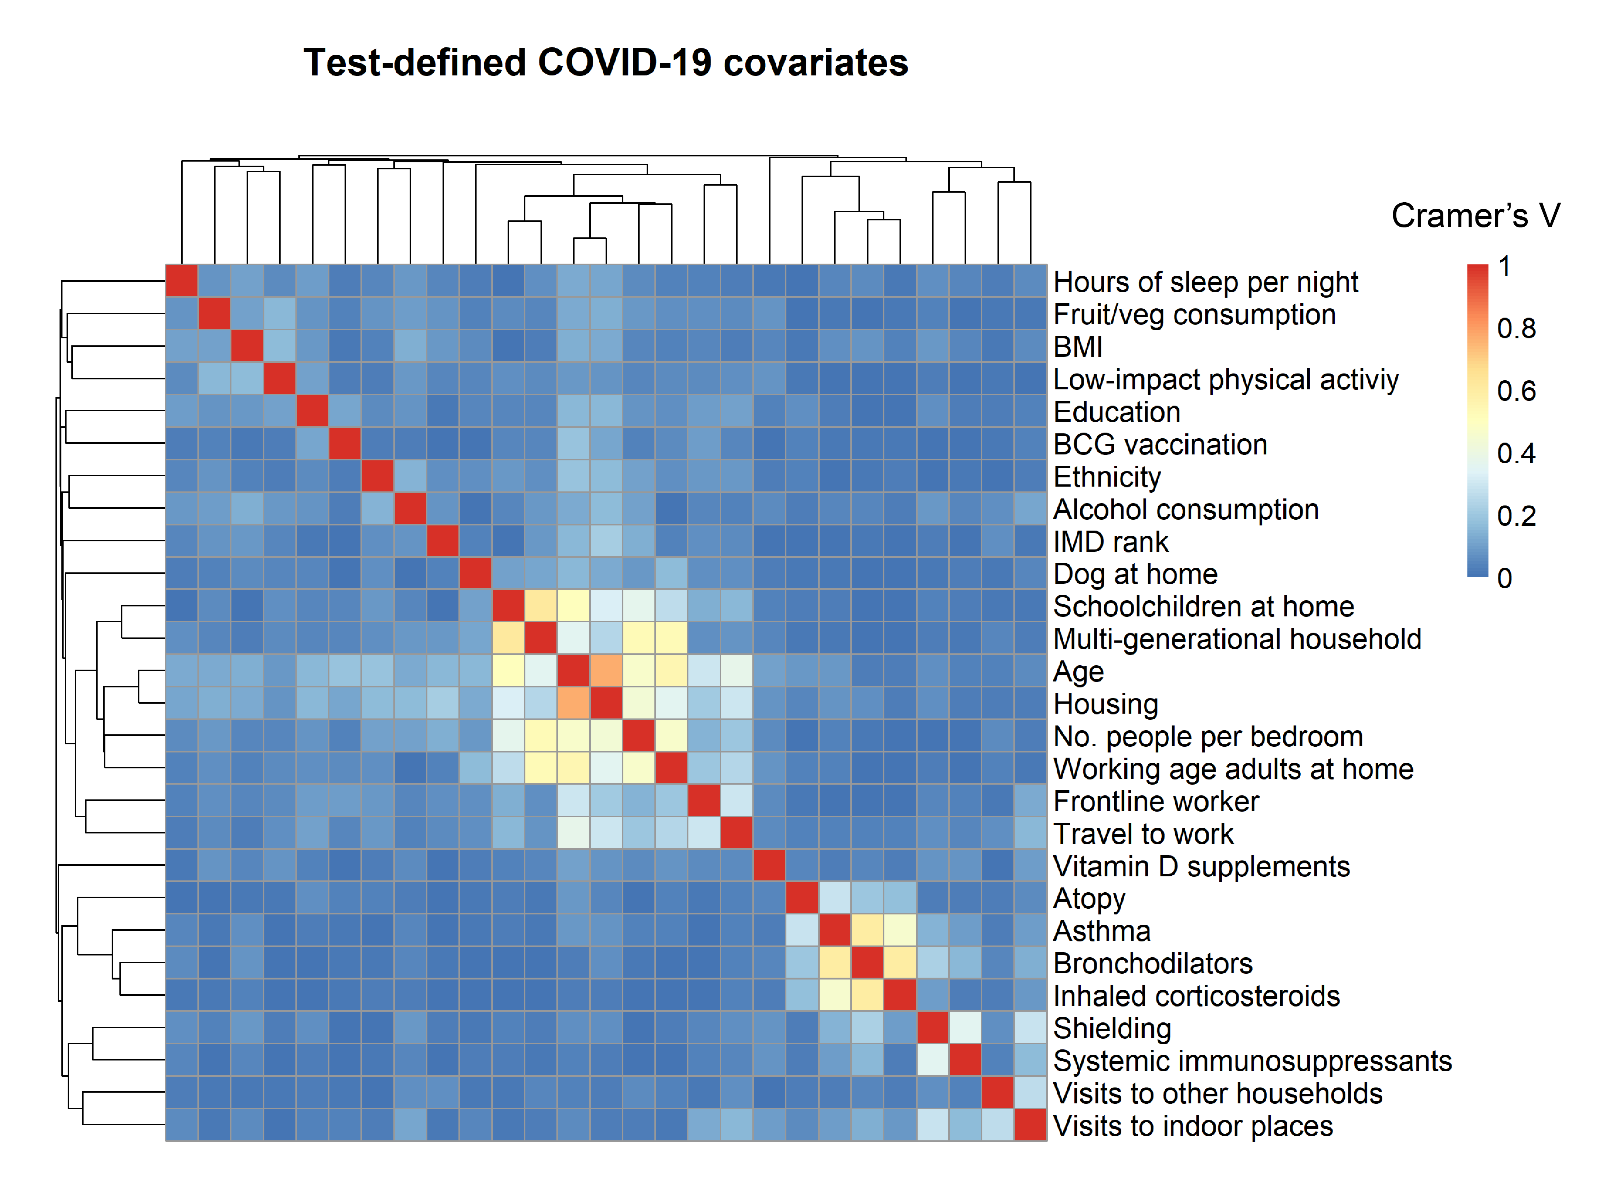 Test-defined COVID-19 covariates
Cramer’s V
1
0.8
0.6
0.4
0.2
0
Hours of sleep per night
Fruit/veg consumption
BMI
Low-impact physical activiy
Education
BCG vaccination
Ethnicity
Alcohol consumption
IMD rank
Dog at home
Schoolchildren at home
Multi-generational household
Age
Housing
No. people per bedroom
Working age adults at home
Frontline worker
Travel to work
Vitamin D supplements
Atopy
Asthma
Bronchodilators
Inhaled corticosteroids
Shielding
Systemic immunosuppressants
Visits to other households
Visits to indoor places